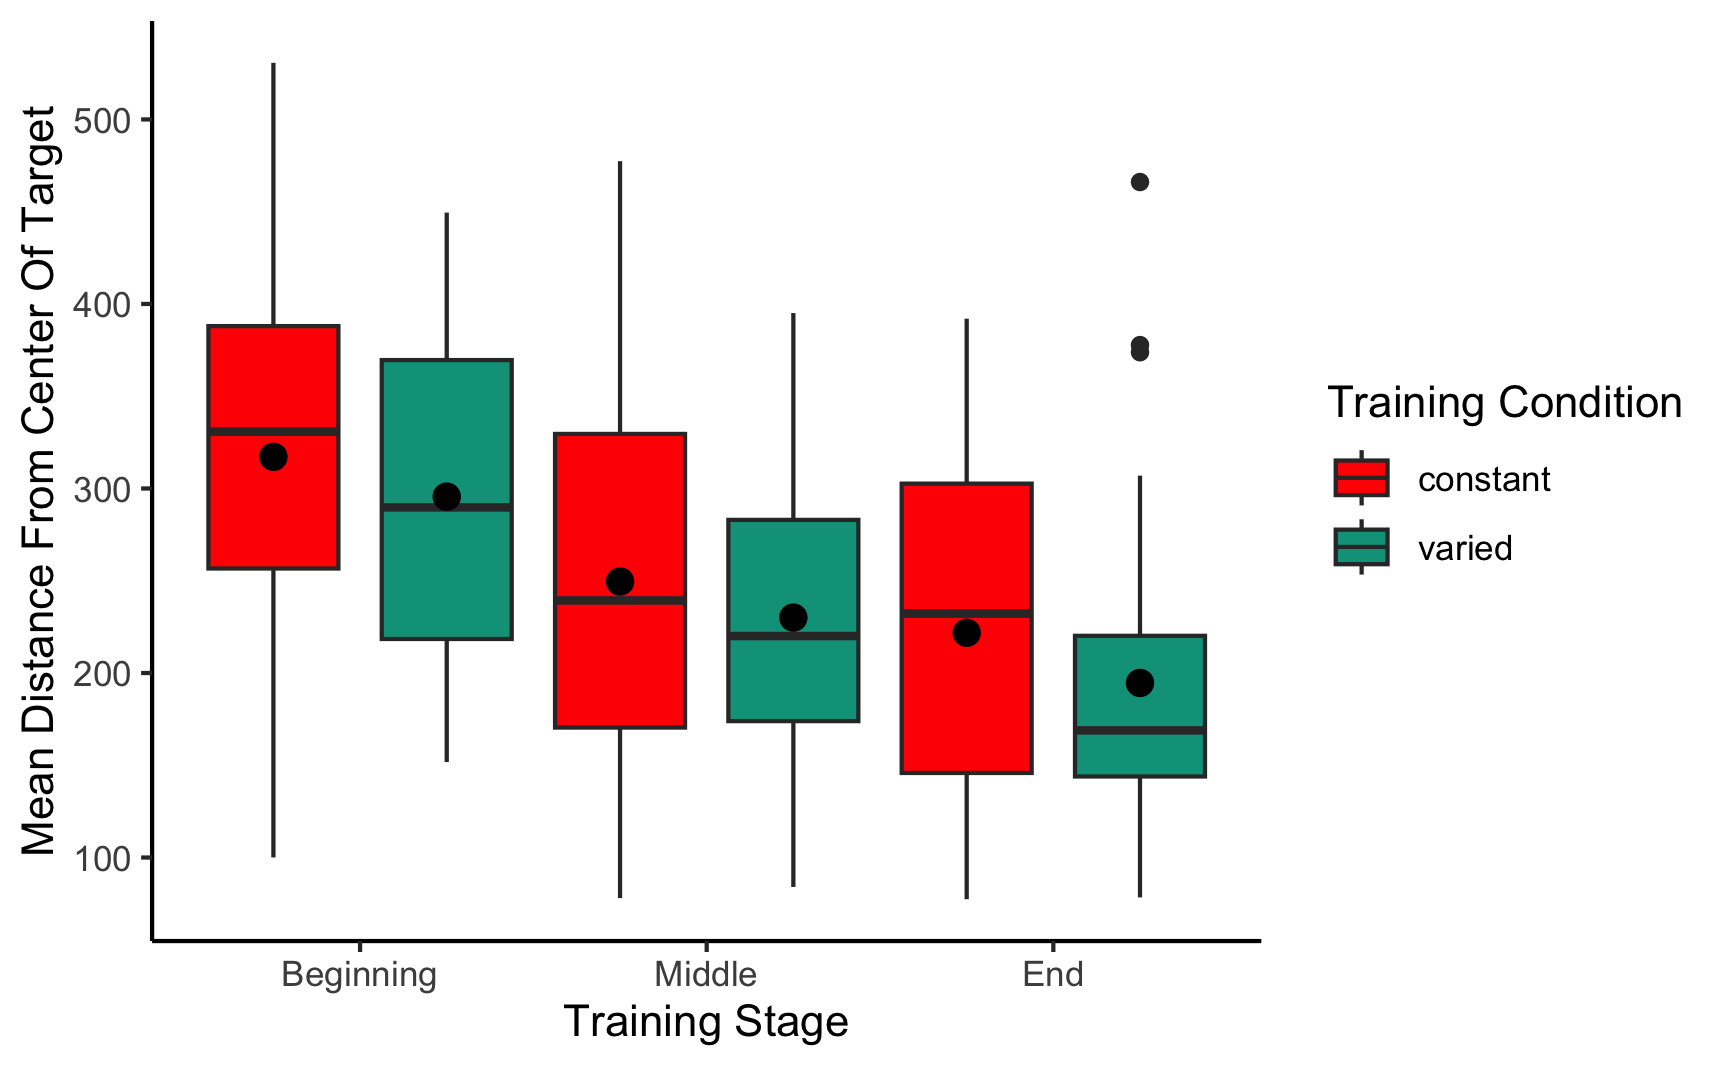 Mean Distance From Center Of Target
500
400
300
200
100
Beginning
Middle
End
Training Stage
Training Condition
constant
varied